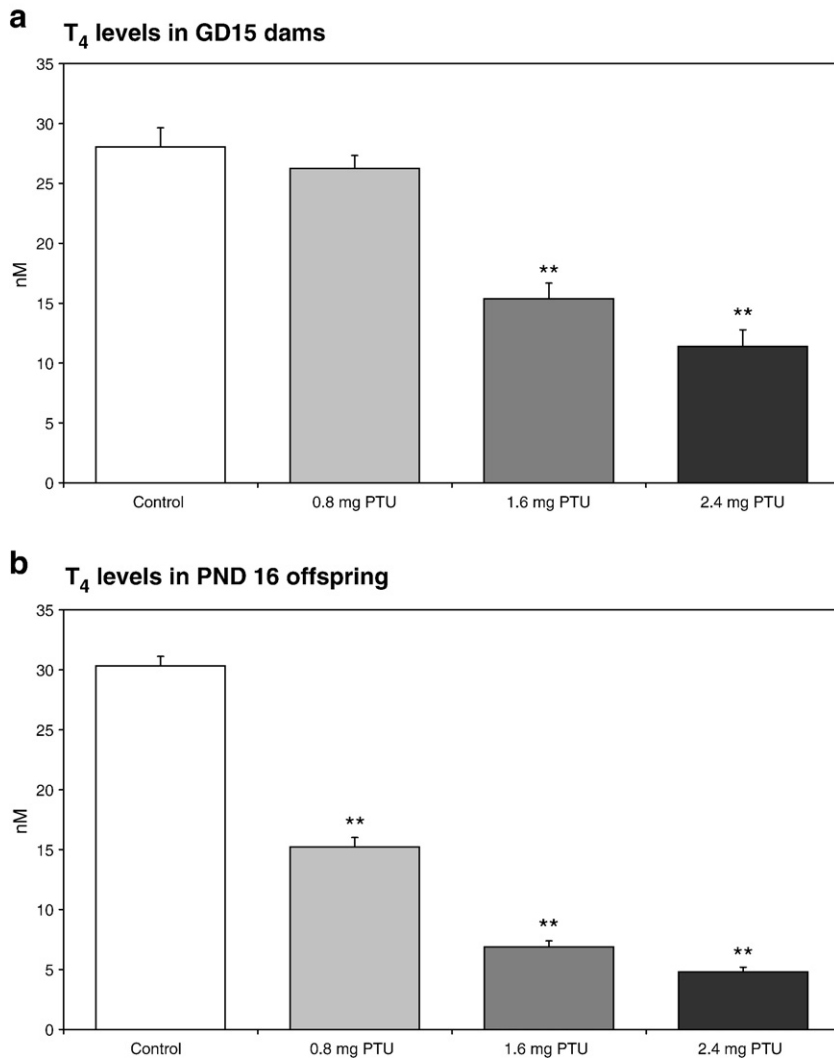 a
T4 levels in GD15 dams
35
30
25
20
15
10
5
0
nM
**
**
Control 0.8 mg PTU 1.6 mg PTU 2.4 mg PTU
b
T4 levels in PND 16 offspring
35
30
25
20
15
10
5
0
nM
**
**
**
Control 0.8 mg PTU 1.6 mg PTU 2.4 mg PTU